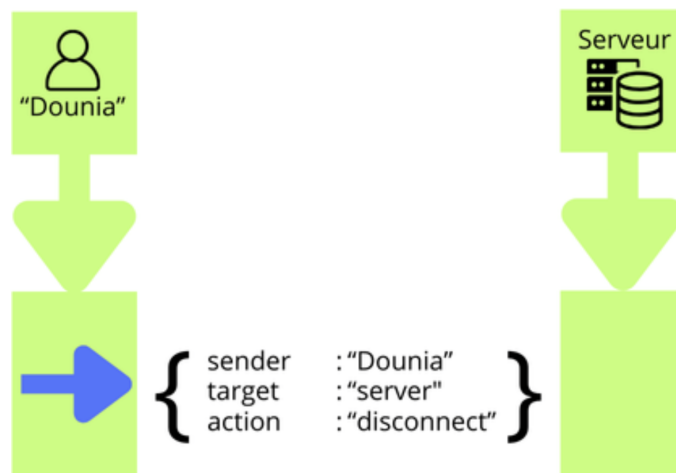 “Dounia”
Serveur
{ sender : “Dounia”
target : “server"
action : “disconnect” }